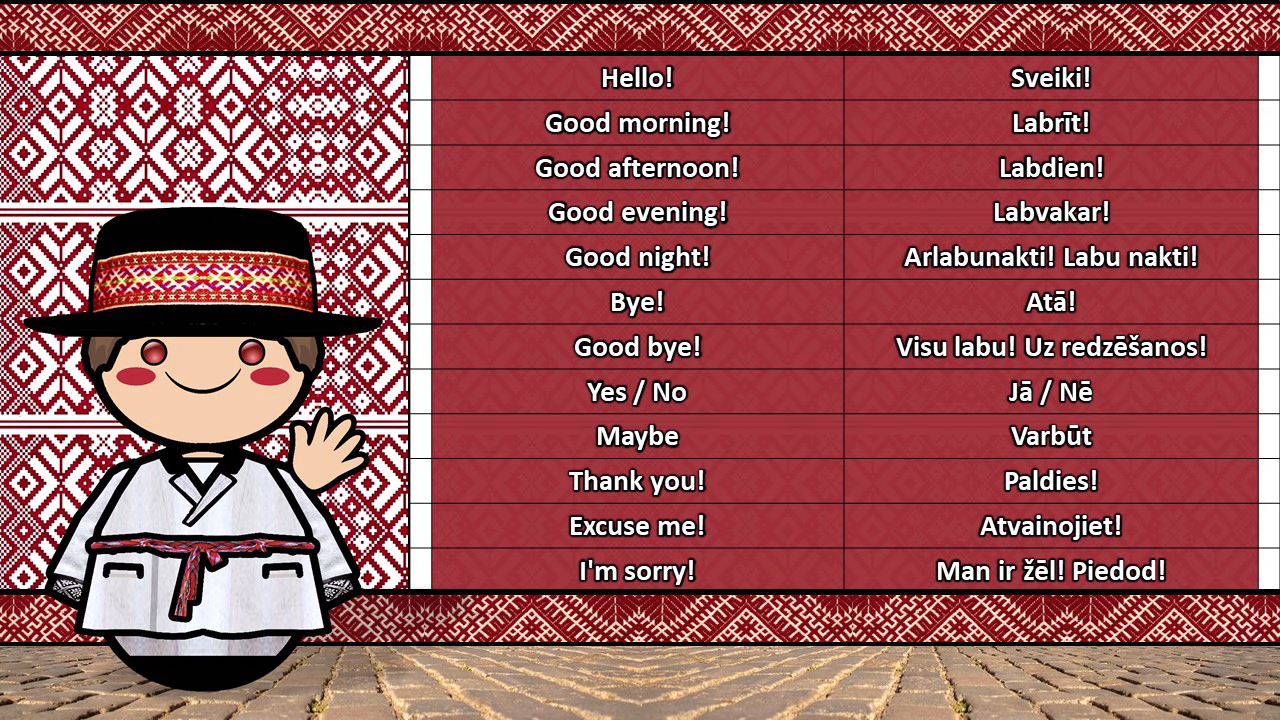 Hello! Sveiki!
Good morning! Labrīt!
Good afternoon! Labdien!
Good evening! Labvakar!
Good night! Arlabunakti! Labu nakti!
Bye! Atā!
Good bye! Visu labu! Uz redzēšanos!
Yes / No Jā / Nē
Maybe Varbūt
Thank you! Paldies!
Excuse me! Atvainojiet!
I'm sorry! Man ir žēl! Piedod!